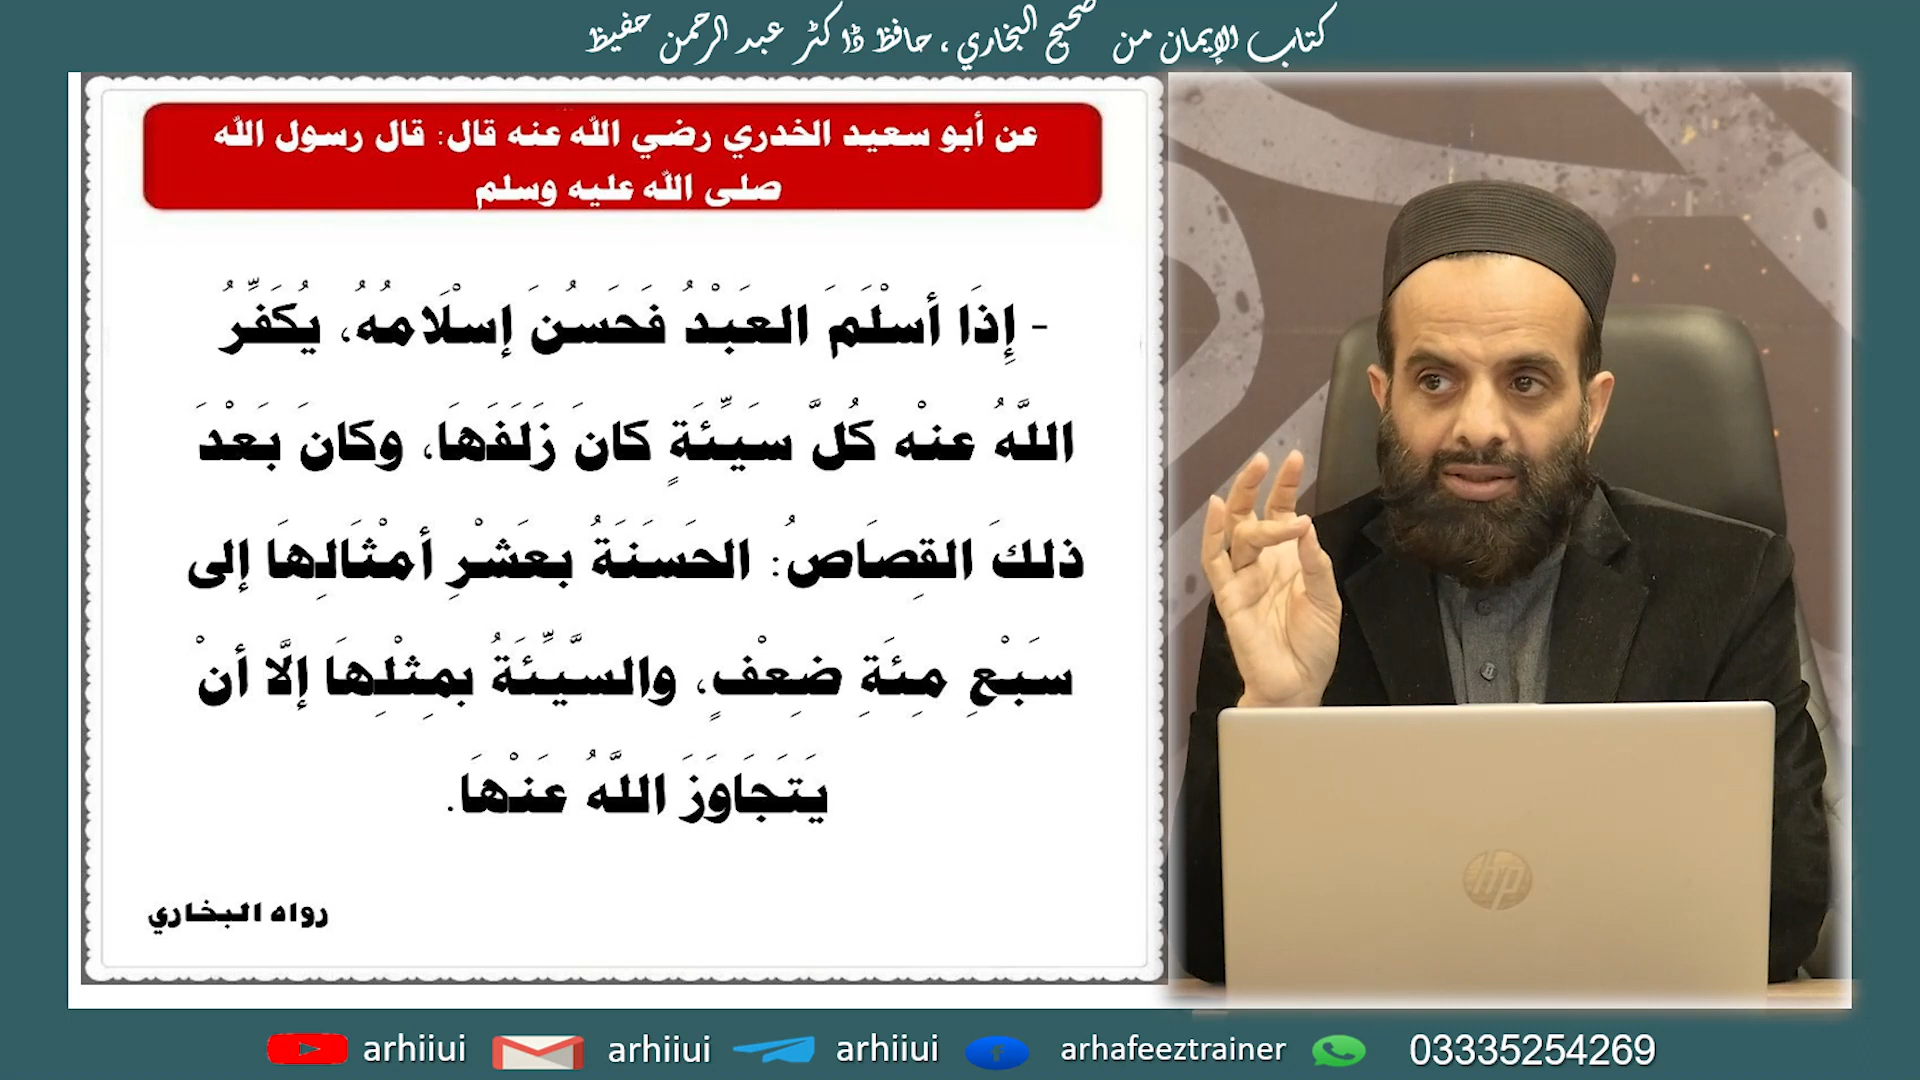 كتاب الإيمان من صحيح البخاري ، حافظ ڈاکٹر عبد الرحمن حفیظ
عن أبو سعيد الخدري رضي الله عنه قال: قال رسول الله
صلى الله عليه وسلم
- إِذَا أسْلَمَ العَبْدُ فَحَسُنَ إسْلَامُهُ، يُكَفِّرُ
اللَّهُ عنْه كُلَّ سَيِّئَةٍ كانَ زَلَفَهَا، وكانَ بَعْدَ
ذلكَ القِصَاصُ: الحَسَنَةُ بعَشْرِ أمْثَالِهَا إلى
سَبْعِ مِئَةِ ضِعْفٍ، والسَّيِّئَةُ بمِثْلِهَا إلَّا أنْ
يَتَجَاوَزَ اللَّهُ عَنْهَا.
رواه البخاري
hp
arhiiui arhiiui arhiiui arhafeeztrainer 03335254269